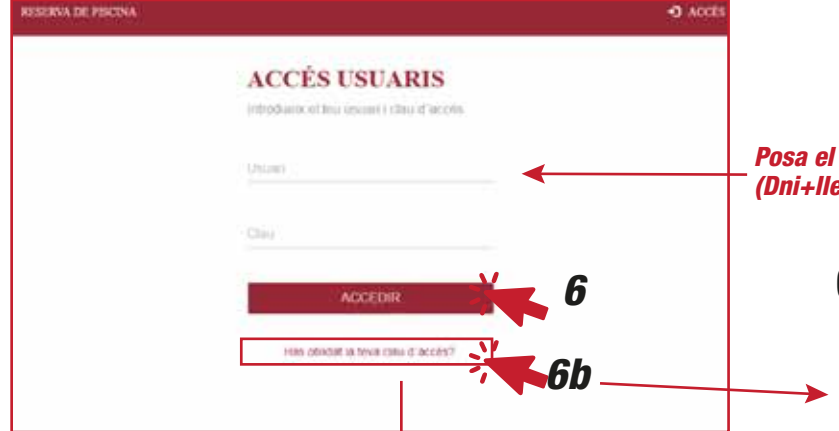 RESERVA DE PISCINA
ACCÉS
ACCÉS USUARIS
Introdueix el teu usuari i clau d'accés
Usuari
Posa el
(Dni+lle
Clau
ACCEDIR
6
Has oblidat la teva clau d'accés?
6b